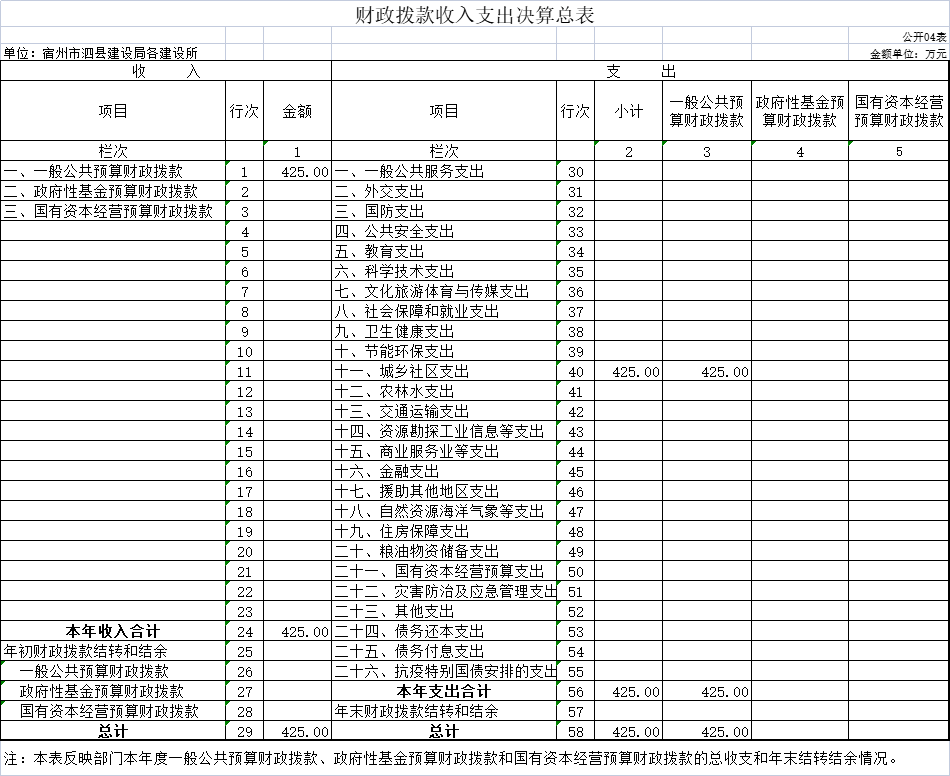 财政拨款收入支出决算总表
公开04表
单位：宿州市泗县建设局各建设所 金额单位：万元
收 入 支 出
项目 行次 金额 项目 行次 小计 一般公共预算财政拨款 政府性基金预算财政拨款 国有资本经营预算财政拨款
栏次 1 栏次 2 3 4 5
一、一般公共预算财政拨款 1 425.00 一、一般公共服务支出 30
二、政府性基金预算财政拨款 2 二、外交支出 31
三、国有资本经营预算财政拨款 3 三、国防支出 32
4 四、公共安全支出 33
5 五、教育支出 34
6 六、科学技术支出 35
7 七、文化旅游体育与传媒支出 36
8 八、社会保障和就业支出 37
9 九、卫生健康支出 38
10 十、节能环保支出 39
11 十一、城乡社区支出 40 425.00 425.00
12 十二、农林水支出 41
13 十三、交通运输支出 42
14 十四、资源勘探工业信息等支出 43
15 十五、商业服务业等支出 44
16 十六、金融支出 45
17 十七、援助其他地区支出 46
18 十八、自然资源海洋气象等支出 47
19 十九、住房保障支出 48
20 二十、粮油物资储备支出 49
21 二十一、国有资本经营预算支出 50
22 二十二、灾害防治及应急管理支出 51
23 二十三、其他支出 52
本年收入合计 24 425.00 二十四、债务还本支出 53
年初财政拨款结转和结余 25 二十五、债务付息支出 54
一般公共预算财政拨款 26 二十六、抗疫特别国债安排的支出 55
政府性基金预算财政拨款 27 本年支出合计 56 425.00 425.00
国有资本经营预算财政拨款 28 年末财政拨款结转和结余 57
总计 29 425.00 总计 58 425.00 425.00
注：本表反映部门本年度一般公共预算财政拨款、政府性基金预算财政拨款和国有资本经营预算财政拨款的总收支和年末结转结余情况。